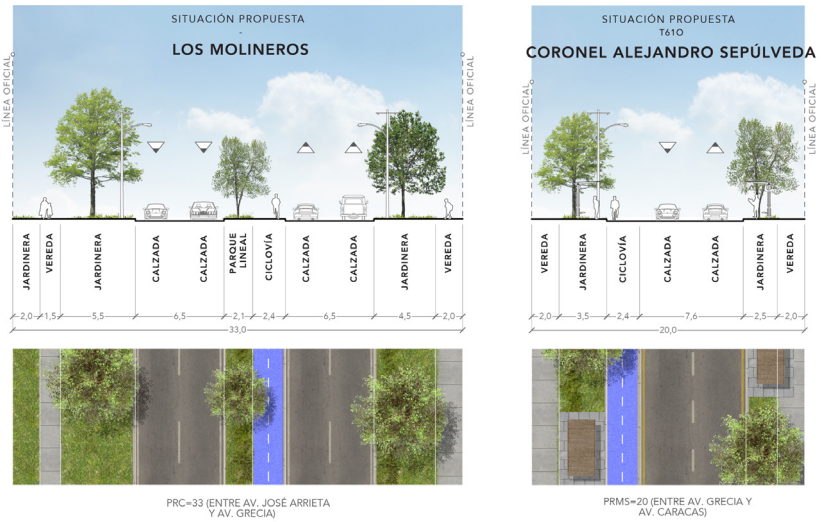 SITUACIÓN PROPUESTA
-
LOS MOLINEROS
LÍNEA OFICIAL
LÍNEA OFICIAL
JARDINERA
VEREDA
JARDINERA
CALZADA
CALZADA
PARQUE
LINEAL
CICLOVÍA
CALZADA
CALZADA
JARDINERA
VEREDA
2,0 1,5 5,5 6,5 2,1 2,4 6,5 4,5 2,0
33,0
PRC=33 (ENTRE AV. JOSÉ ARRIETA
Y AV. GRECIA)
SITUACIÓN PROPUESTA
T61O
CORONEL ALEJANDRO SEPÚLVEDA
LÍNEA OFICIAL
LÍNEA OFICIAL
VEREDA
JARDINERA
CICLOVÍA
CALZADA
CALZADA
JARDINERA
VEREDA
2,0 3,5 2,4 7,6 2,5 2,0
20,0
PRMS=20 (ENTRE AV. GRECIA Y
AV. CARACAS)